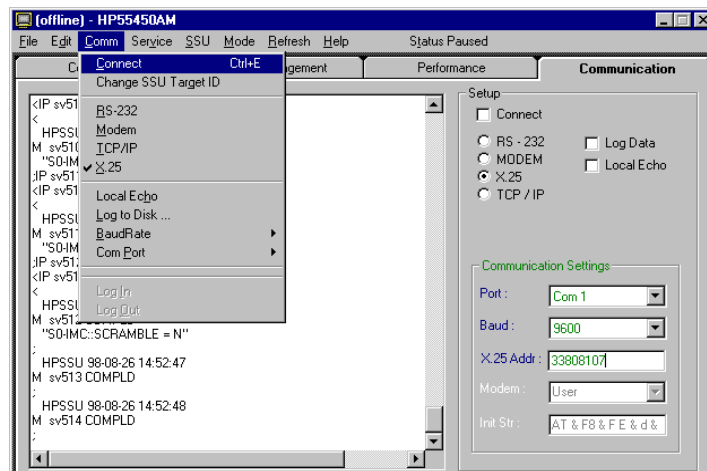 (offline) - HP55450AM
File Edit Comm Service SSU Mode Refresh Help Status Paused
Performance Communication
Connect Ctrl+E
Change SSU Target ID
RS-232
Modem
TCP/IP
X.25
Local Echo
Log to Disk ...
BaudRate
Com Port
Log In
Log Out
<IP sv51
<
HPSSU
M sv510
"S0-IM
;IP sv511
<IP sv51
<
HPSSU
M sv511
"S0-IM
;IP sv512
<IP sv51
<
HPSSU
M sv512
"S0-IMC::SCRAMBLE = N"
;
HPSSU 98-08-26 14:52:47
M sv513 COMPLD
;
HPSSU 98-08-26 14:52:48
M sv514 COMPLD
;
Setup
Connect
RS - 232 Log Data
MODEM Local Echo
X.25
TCP / IP
Communication Settings
Port : Com 1
Baud : 9600
X.25 Addr : 33808107
Modem : User
Init Str : AT & F8 & F E & d &